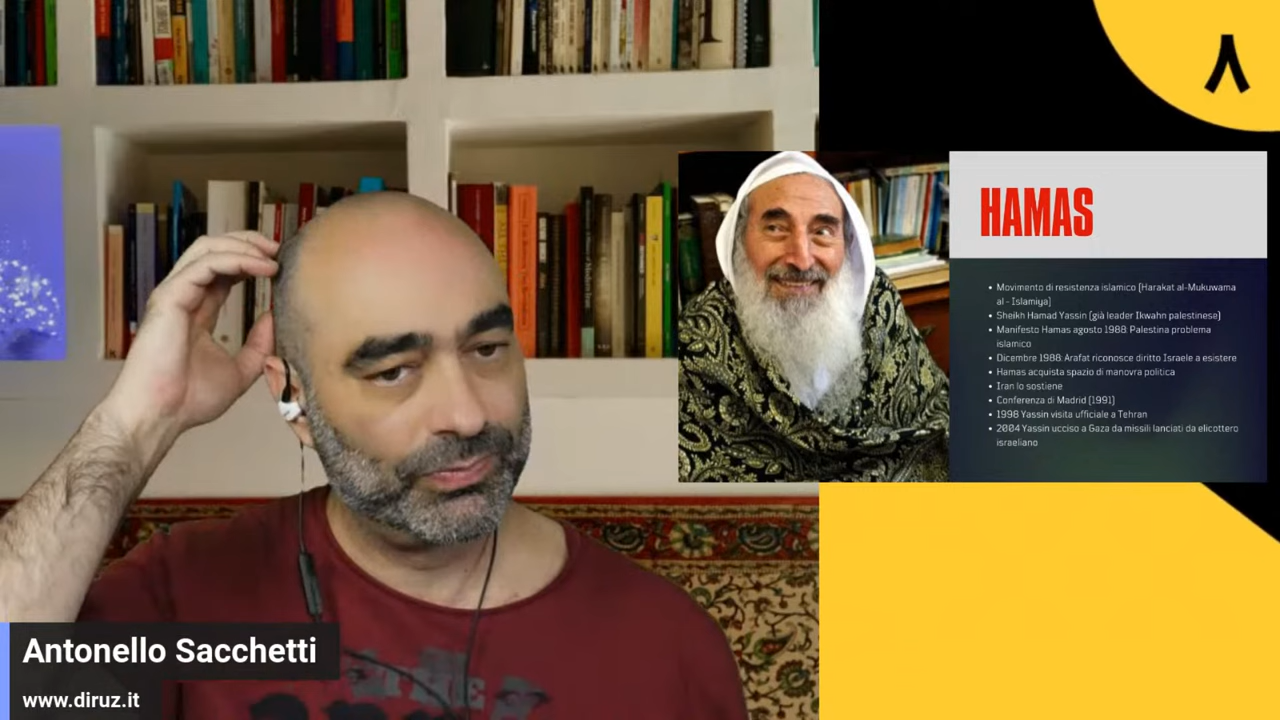 HAMAS
• Movimento di resistenza islamico (Harakat al-Mukuwama
al - Islamiya)
• Sheikh Hamad Yassin (già leader Ikwahn palestinese)
• Manifesto Hamas agosto 1988: Palestina problema
islamico
• Dicembre 1988: Arafat riconosce diritto Israele a esistere
• Hamas acquista spazio di manovra politica
• Iran lo sostiene
• Conferenza di Madrid (1991)
• 1998 Yassin visita ufficiale a Tehran
• 2004 Yassin ucciso a Gaza da missili lanciati da elicottero
israeliano
Antonello Sacchetti
www.diruz.it